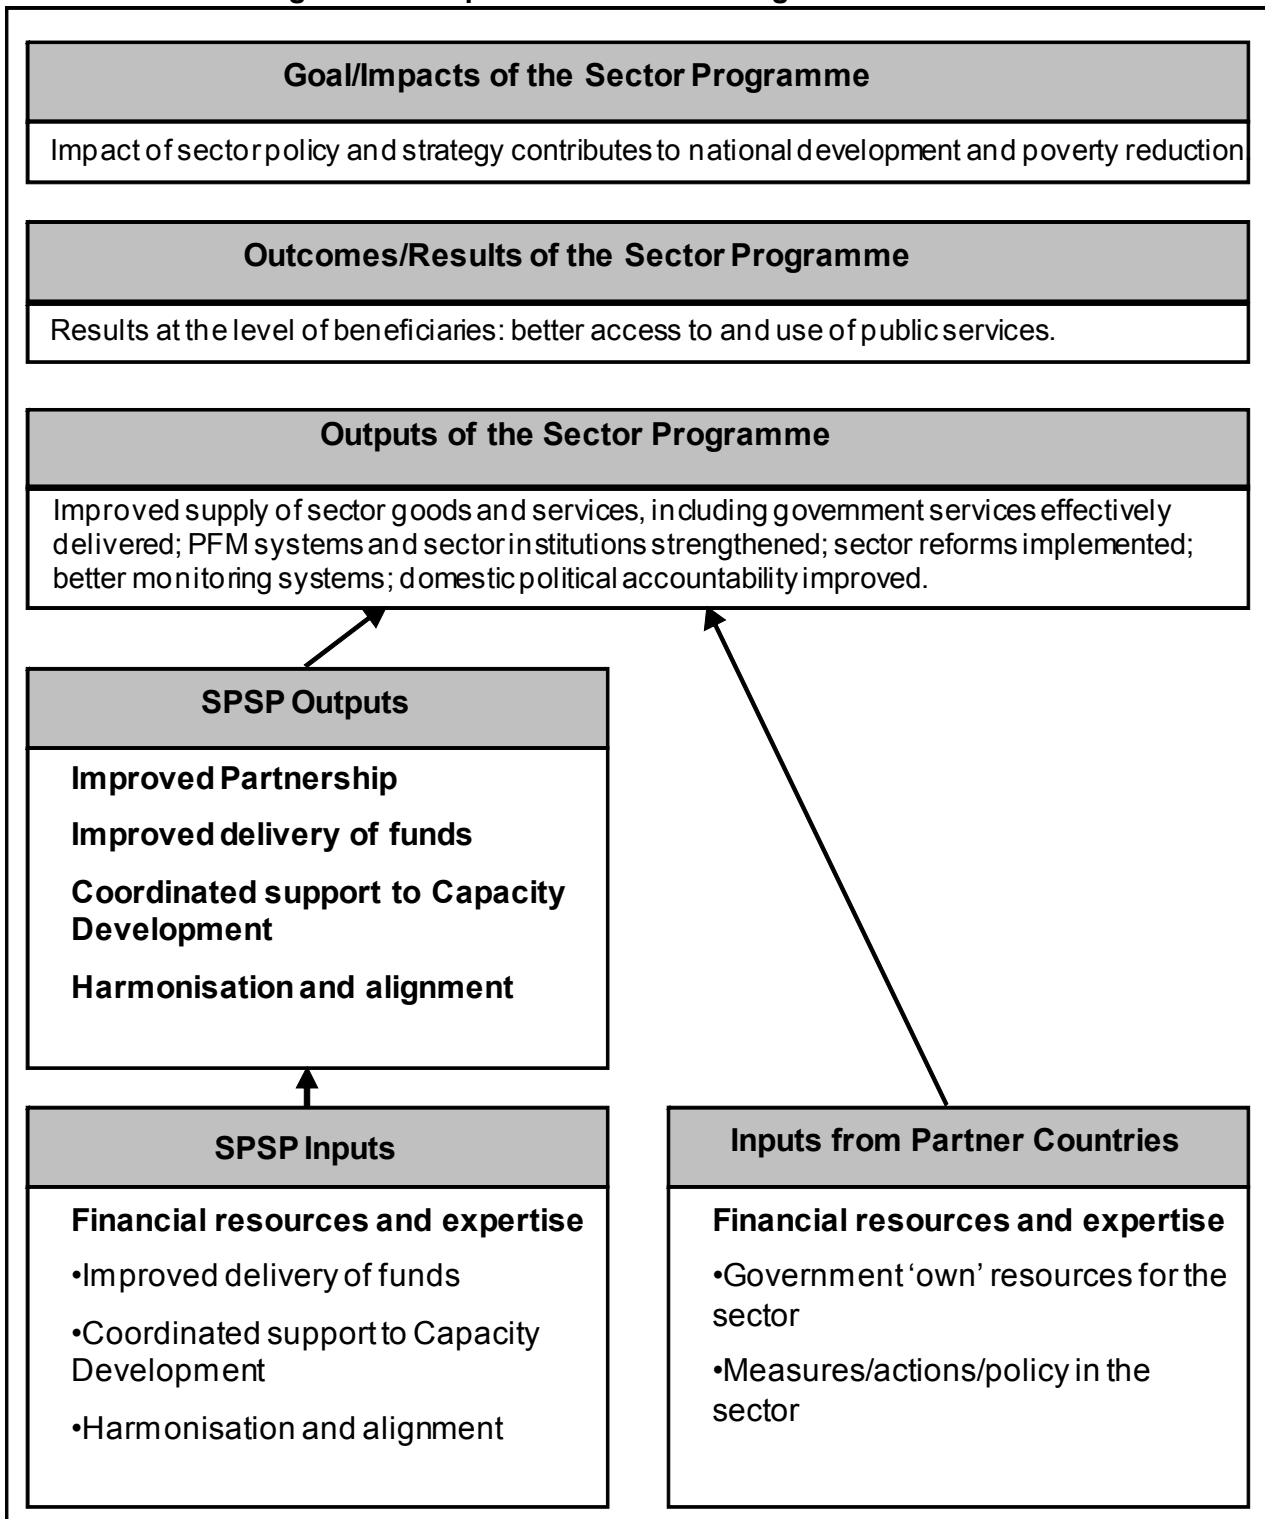 Goal/Impacts of the Sector Programme
Impact of sector policy and strategy contributes to national development and poverty reduction.
Outcomes/Results of the Sector Programme
Results at the level of beneficiaries: better access to and use of public services.
Outputs of the Sector Programme
Improved supply of sector goods and services, including government services effectively
delivered; PFM systems and sector institutions strengthened; sector reforms implemented;
better monitoring systems; domestic political accountability improved.
SPSP Outputs
Improved Partnership
Improved delivery of funds
Coordinated support to Capacity
Development
Harmonisation and alignment
SPSP Inputs
Financial resources and expertise
•Improved delivery of funds
•Coordinated support to Capacity
Development
•Harmonisation and alignment
Inputs from Partner Countries
Financial resources and expertise
•Government ‘own’ resources for the
sector
•Measures/actions/policy in the
sector